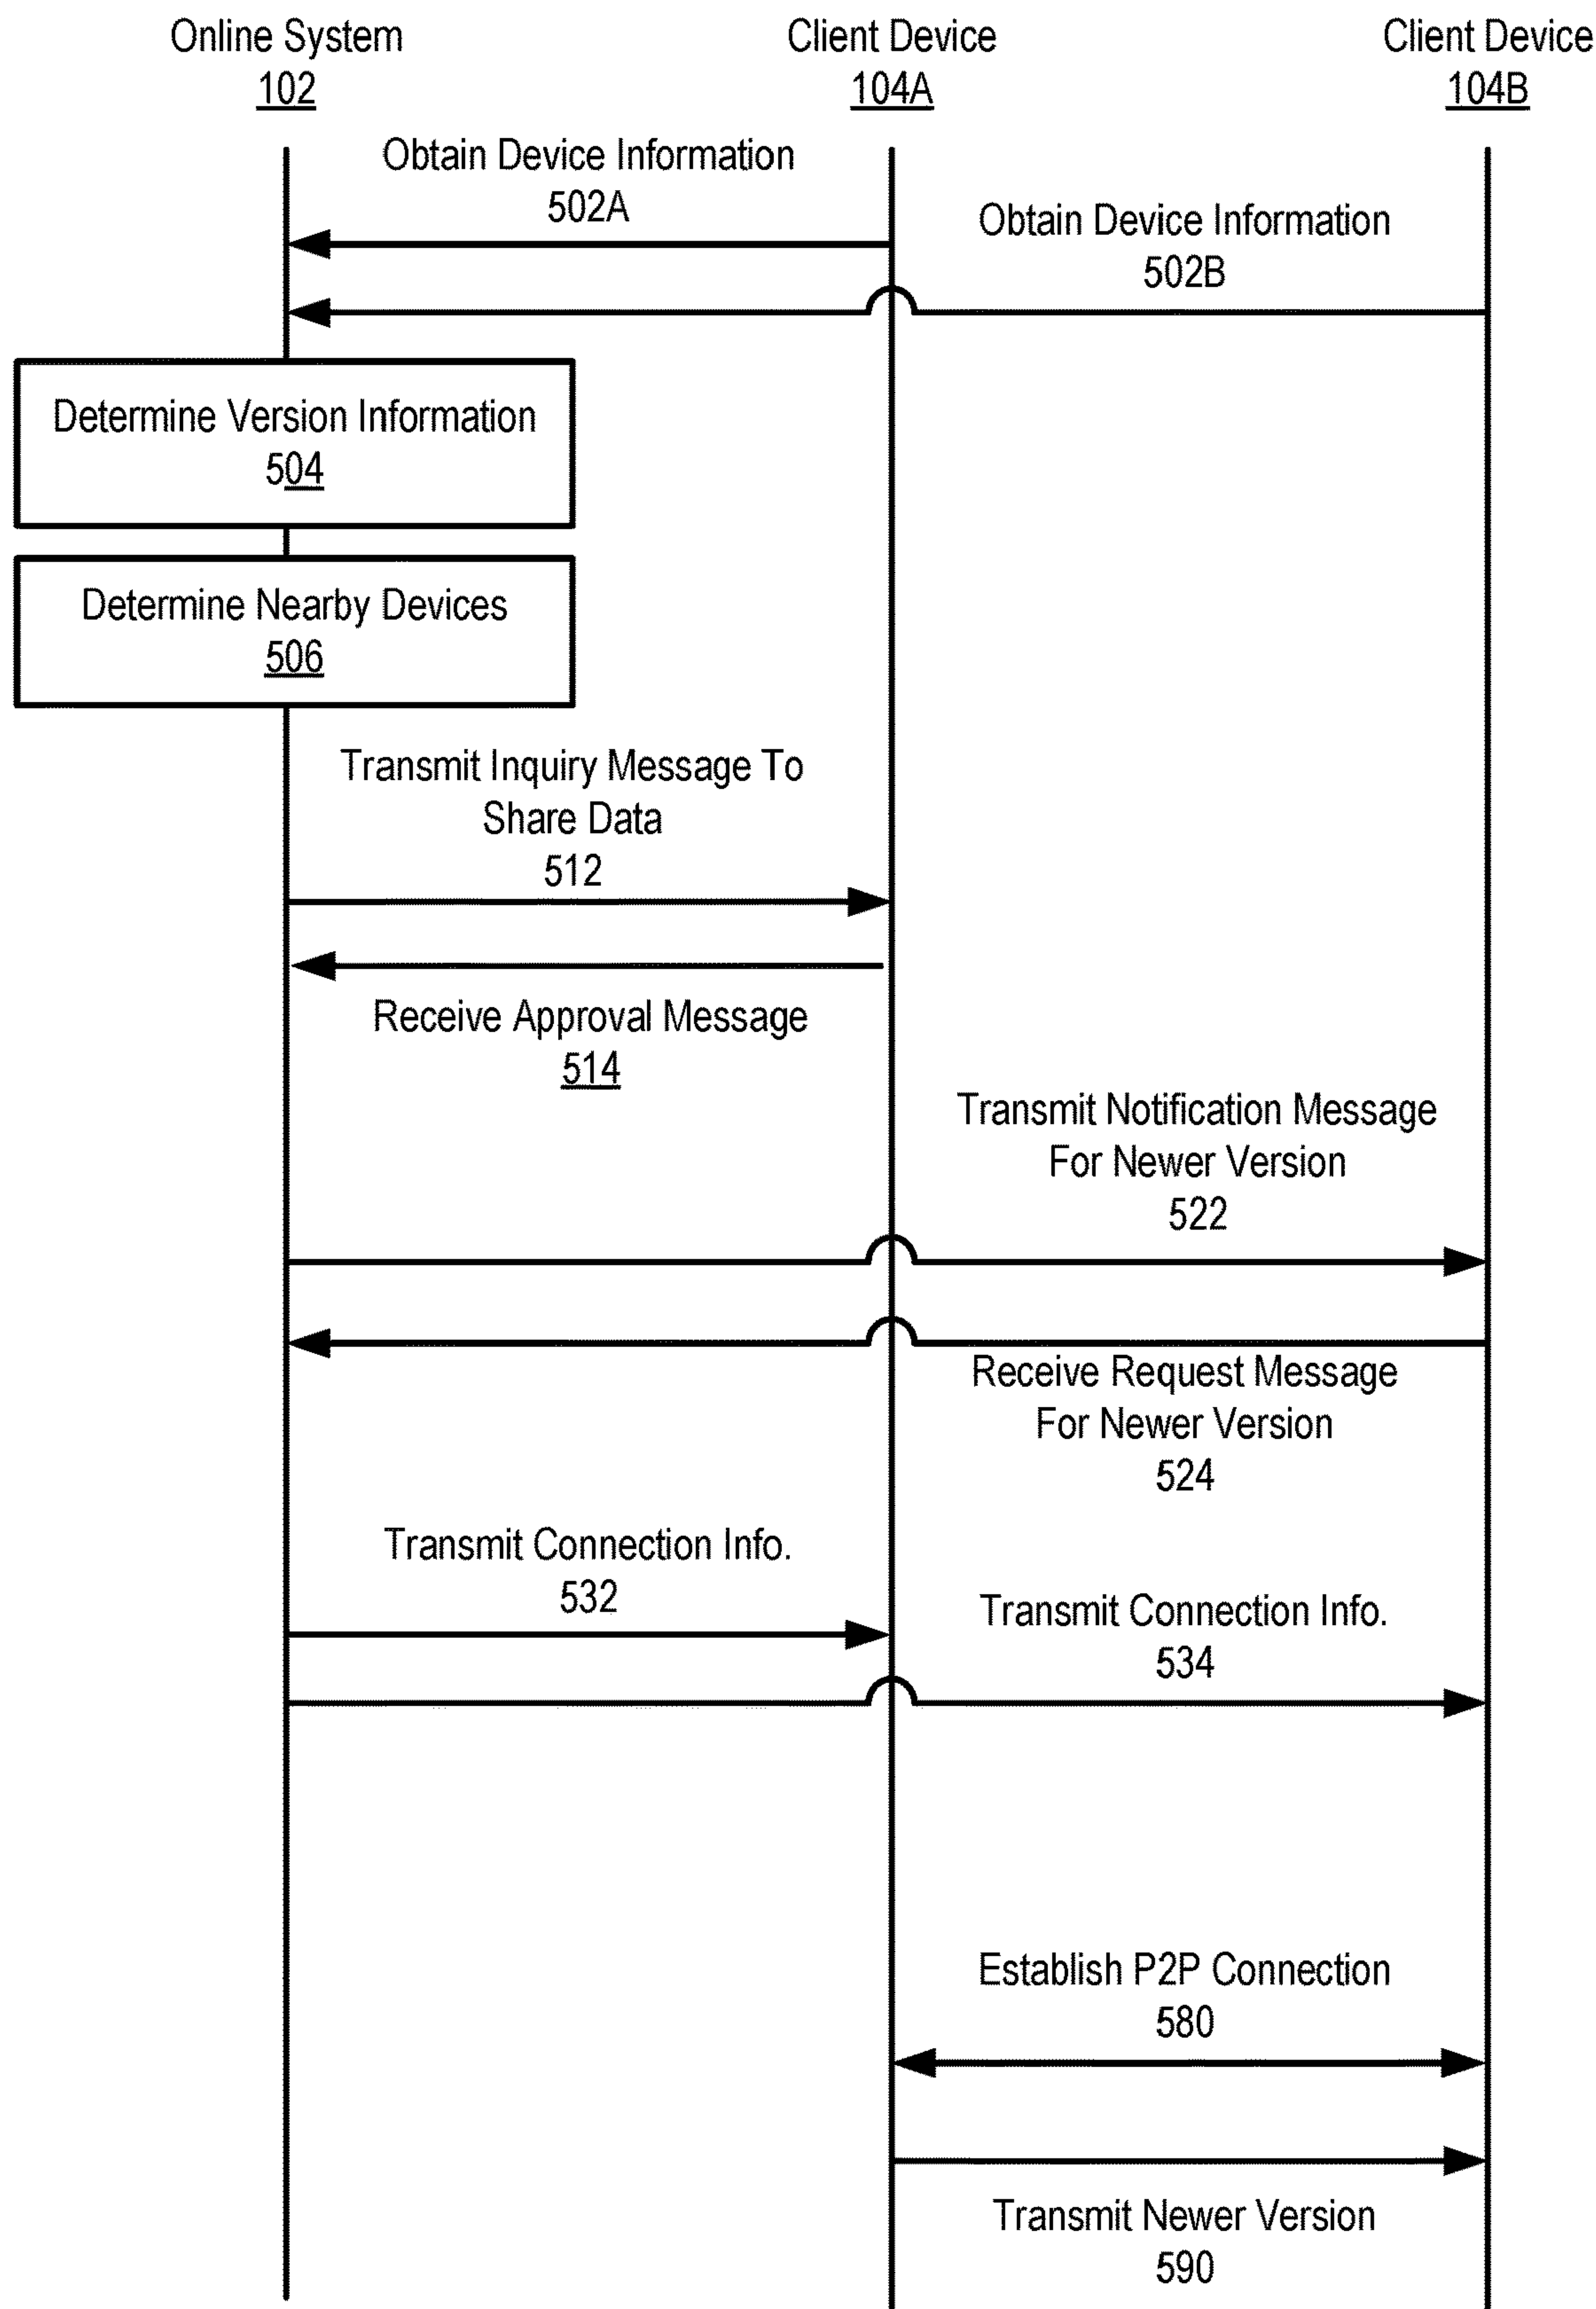 Online System
102
Client Device
104A
Client Device
104B
Obtain Device Information
502A
Obtain Device Information
502B
Determine Version Information
504
Determine Nearby Devices
506
Transmit Inquiry Message To
Share Data
512
Receive Approval Message
514
Transmit Notification Message
For Newer Version
522
Receive Request Message
For Newer Version
524
Transmit Connection Info.
532
Transmit Connection Info.
534
Establish P2P Connection
580
Transmit Newer Version
590